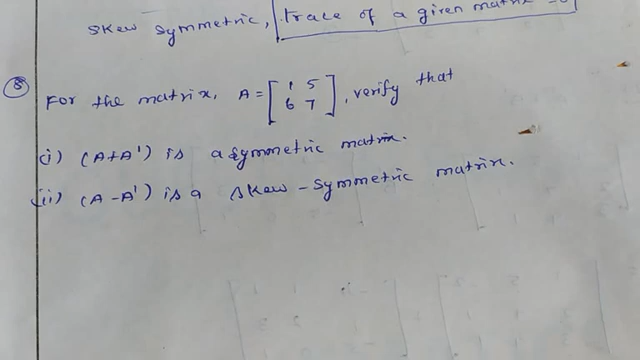 skew symmetric, trace of a given matrix
⑧ For the matrix, A = [1 5
6 7], verify that
(i) (A+A') is a symmetric matrix.
(ii) (A-A') is a skew-symmetric matrix.